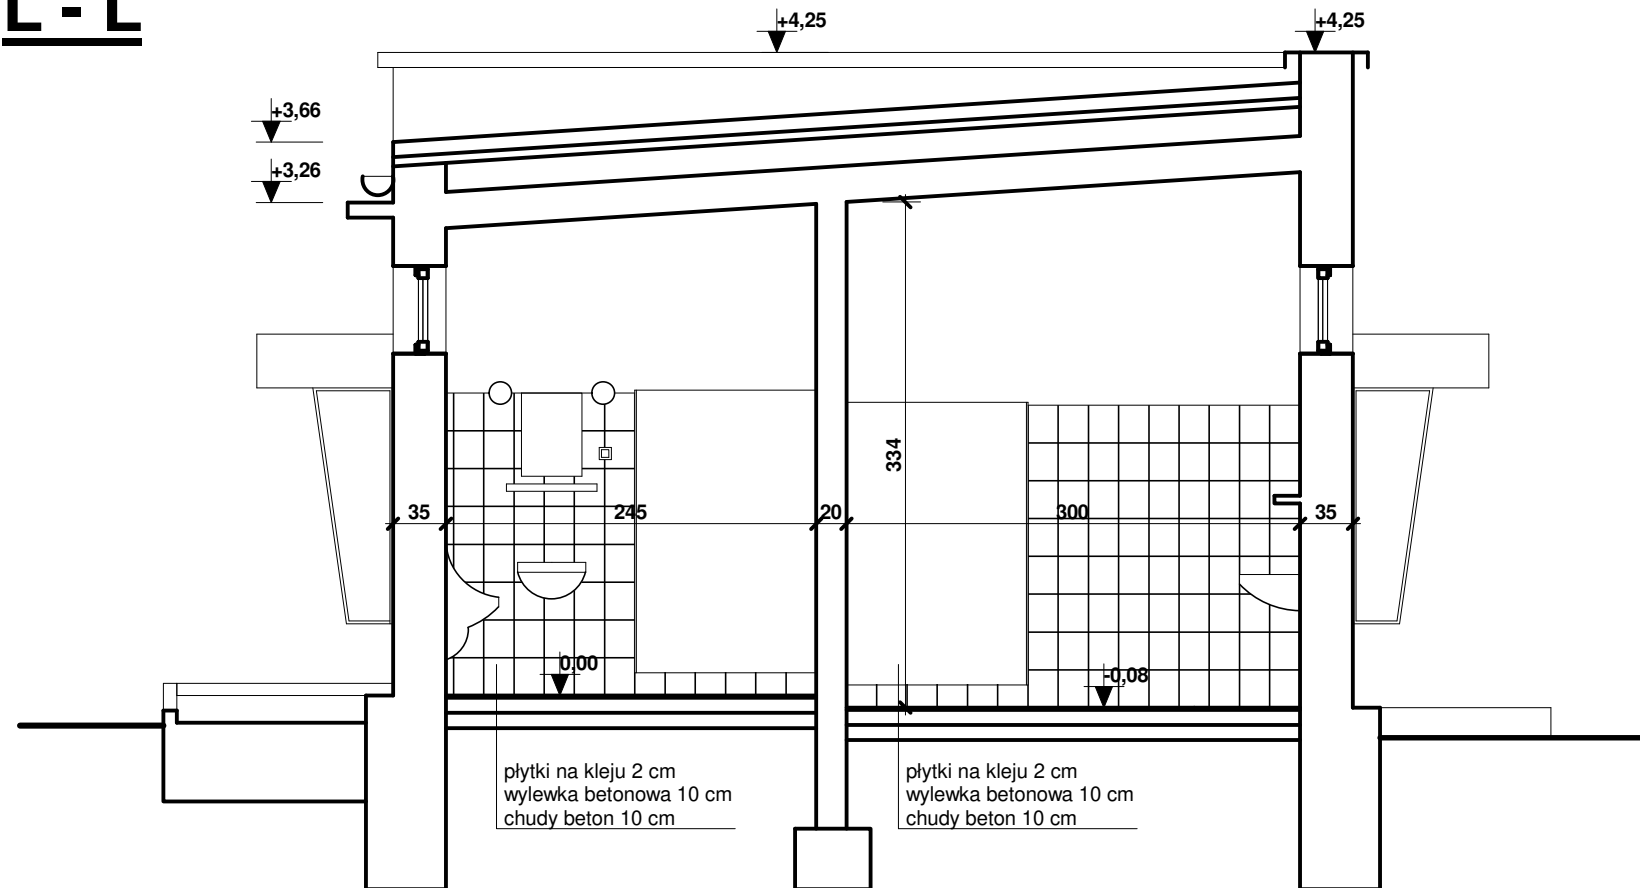 +4,25
+4,25
+3,66
+3,26
334
35
245
20
300
35
0,00
-0,08
płytki na kleju 2 cm
wylewka betonowa 10 cm
chudy beton 10 cm
płytki na kleju 2 cm
wylewka betonowa 10 cm
chudy beton 10 cm